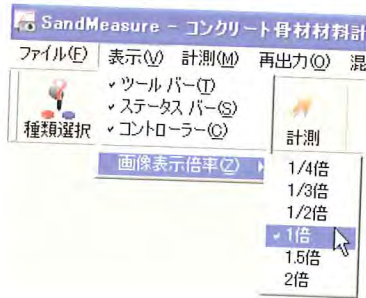 SandMeasure - コンクリート骨材材料計
ファイル(F) 表示(V) 計測(M) 再出力(O) 混
種類選択
✓ツール バー(T)
✓ステータス バー(S)
✓コントローラー(C)
画像表示倍率(Z)
計測
1/4倍
1/3倍
1/2倍
✓1倍
1.5倍
2倍